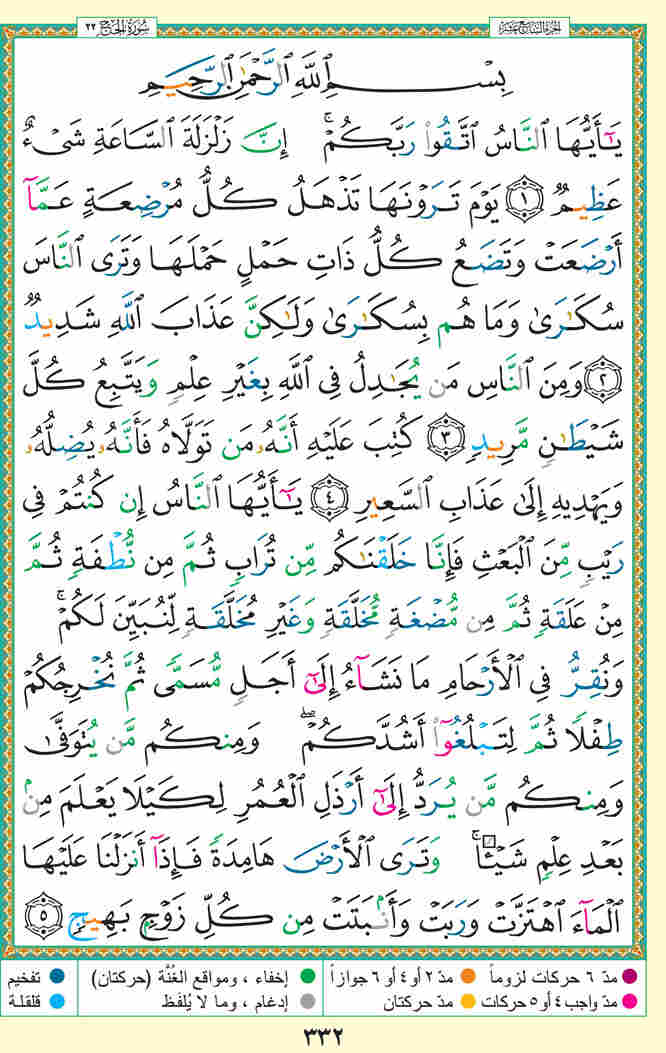 الجزء السابع عشر
سورة الحج ٢٢
بِسْمِ ٱللَّهِ ٱلرَّحْمَٰنِ ٱلرَّحِيمِ
يَٰٓأَيُّهَا ٱلنَّاسُ ٱتَّقُوا۟ رَبَّكُمْ ۚ إِنَّ زَلْزَلَةَ ٱلسَّاعَةِ شَىْءٌ
عَظِيمٌ ١ يَوْمَ تَرَوْنَهَا تَذْهَلُ كُلُّ مُرْضِعَةٍ عَمَّآ
أَرْضَعَتْ وَتَضَعُ كُلُّ ذَاتِ حَمْلٍ حَمْلَهَا وَتَرَى ٱلنَّاسَ
سُكَٰرَىٰ وَمَا هُم بِسُكَٰرَىٰ وَلَٰكِنَّ عَذَابَ ٱللَّهِ شَدِيدٌ
٢ وَمِنَ ٱلنَّاسِ مَن يُجَٰدِلُ فِى ٱللَّهِ بِغَيْرِ عِلْمٍ وَيَتَّبِعُ كُلَّ
شَيْطَٰنٍ مَّرِيدٍ ٣ كُتِبَ عَلَيْهِ أَنَّهُۥ مَن تَوَلَّاهُ فَأَنَّهُۥ يُضِلُّهُۥ
وَيَهْدِيهِ إِلَىٰ عَذَابِ ٱلسَّعِيرِ ٤ يَٰٓأَيُّهَا ٱلنَّاسُ إِن كُنتُمْ فِى
رَيْبٍ مِّنَ ٱلْبَعْثِ فَإِنَّا خَلَقْنَٰكُم مِّن تُرَابٍ ثُمَّ مِن نُّطْفَةٍ ثُمَّ
مِنْ عَلَقَةٍ ثُمَّ مِن مُّضْغَةٍ مُّخَلَّقَةٍ وَغَيْرِ مُخَلَّقَةٍ لِّنُبَيِّنَ لَكُمْ ۚ
وَنُقِرُّ فِى ٱلْأَرْحَامِ مَا نَشَآءُ إِلَىٰٓ أَجَلٍ مُّسَمًّى ثُمَّ نُخْرِجُكُمْ
طِفْلًا ثُمَّ لِتَبْلُغُوٓا۟ أَشُدَّكُمْ ۖ وَمِنكُم مَّن يُتَوَفَّىٰ
وَمِنكُم مَّن يُرَدُّ إِلَىٰٓ أَرْذَلِ ٱلْعُمُرِ لِكَيْلَا يَعْلَمَ مِنۢ
بَعْدِ عِلْمٍ شَيْـًٔا ۚ وَتَرَى ٱلْأَرْضَ هَامِدَةً فَإِذَآ أَنزَلْنَا عَلَيْهَا
ٱلْمَآءَ ٱهْتَزَّتْ وَرَبَتْ وَأَنۢبَتَتْ مِن كُلِّ زَوْجٍۭ بَهِيجٍ ٥
مدّ ٦ حركات لزوماً
مدّ ٢ أو ٤ أو ٦ جوازاً
إخفاء ، ومواقع الغُنَّة (حركتان)
تفخيم
مدّ واجب ٤ أو ٥ حركات
مدّ حركتان
إدغام ، وما لا يُلفَظ
قلقلة
٣٣٢